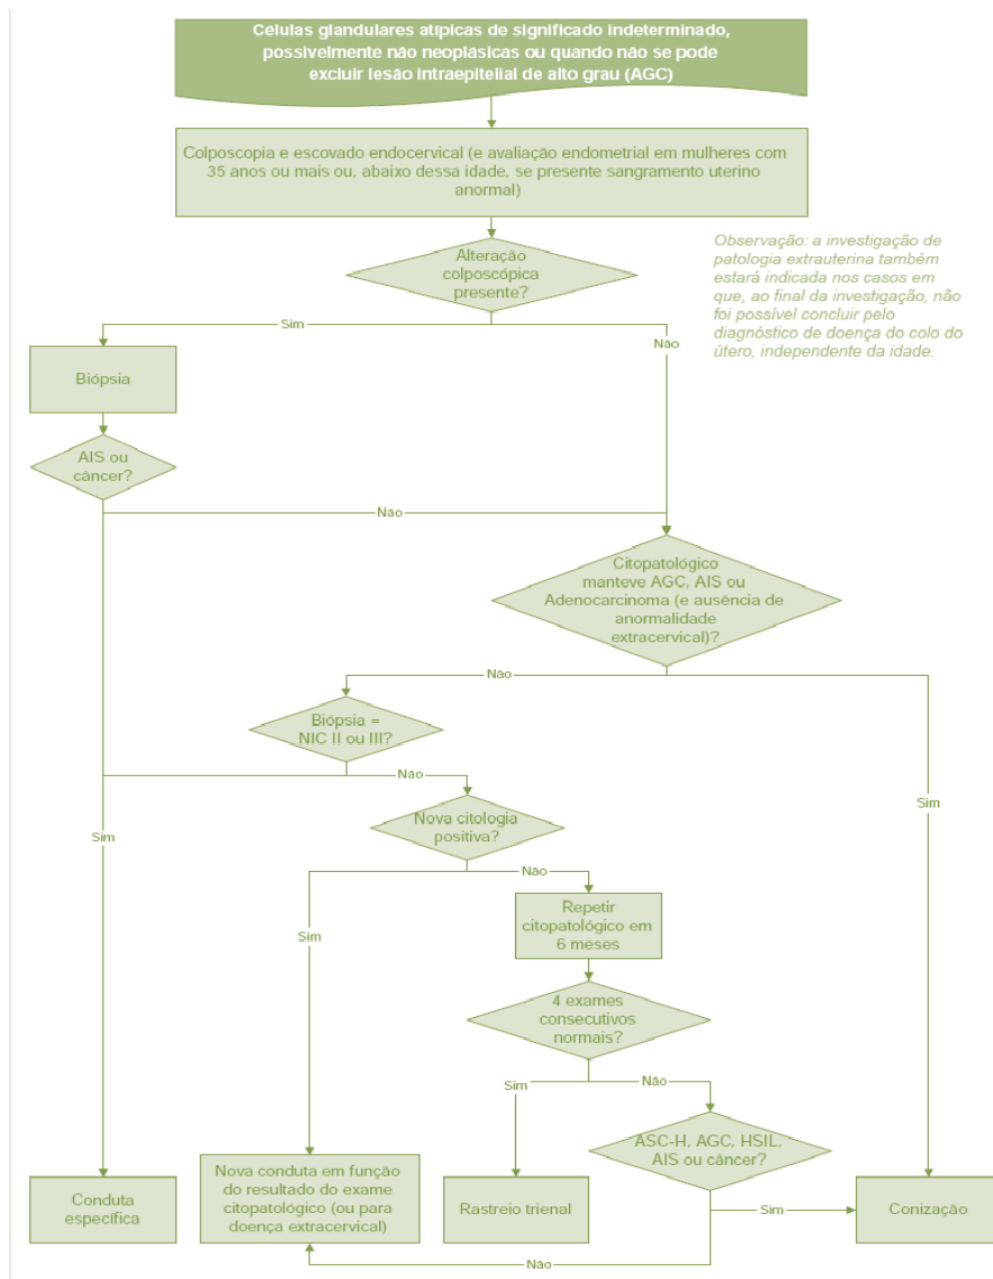 Células glandulares atípicas de significado indeterminado,
possivelmente não neoplásicas ou quando não se pode
excluir lesão intraepitelial de alto grau (AGC)
Colposcopia e escovado endocervical (e avaliação endometrial em mulheres com
35 anos ou mais ou, abaixo dessa idade, se presente sangramento uterino
anormal)
Observação: a investigação de
patologia extrauterina também
estará indicada nos casos em
que, ao final da investigação, não
foi possível concluir pelo
diagnóstico de doença do colo do
útero, independente da idade.
Alteração
colposcópica
presente?
Sim
Não
Biópsia
AIS ou
câncer?
Não
Citopatológico
manteve AGC, AIS ou
Adenocarcinoma (e ausência de
anormalidade
extracervical)?
Não
Biópsia =
NIC II ou III?
Não
Sim
Sim
Nova citologia
positiva?
Não
Sim
Repetir
citopatológico em
6 meses
4 exames
consecutivos
normais?
Sim
Não
ASC-H, AGC, HSIL,
AIS ou câncer?
Conduta
específica
Nova conduta em função
do resultado do exame
citopatológico (ou para
doença extracervical)
Rastreio trienal
Sim
Conização
Não